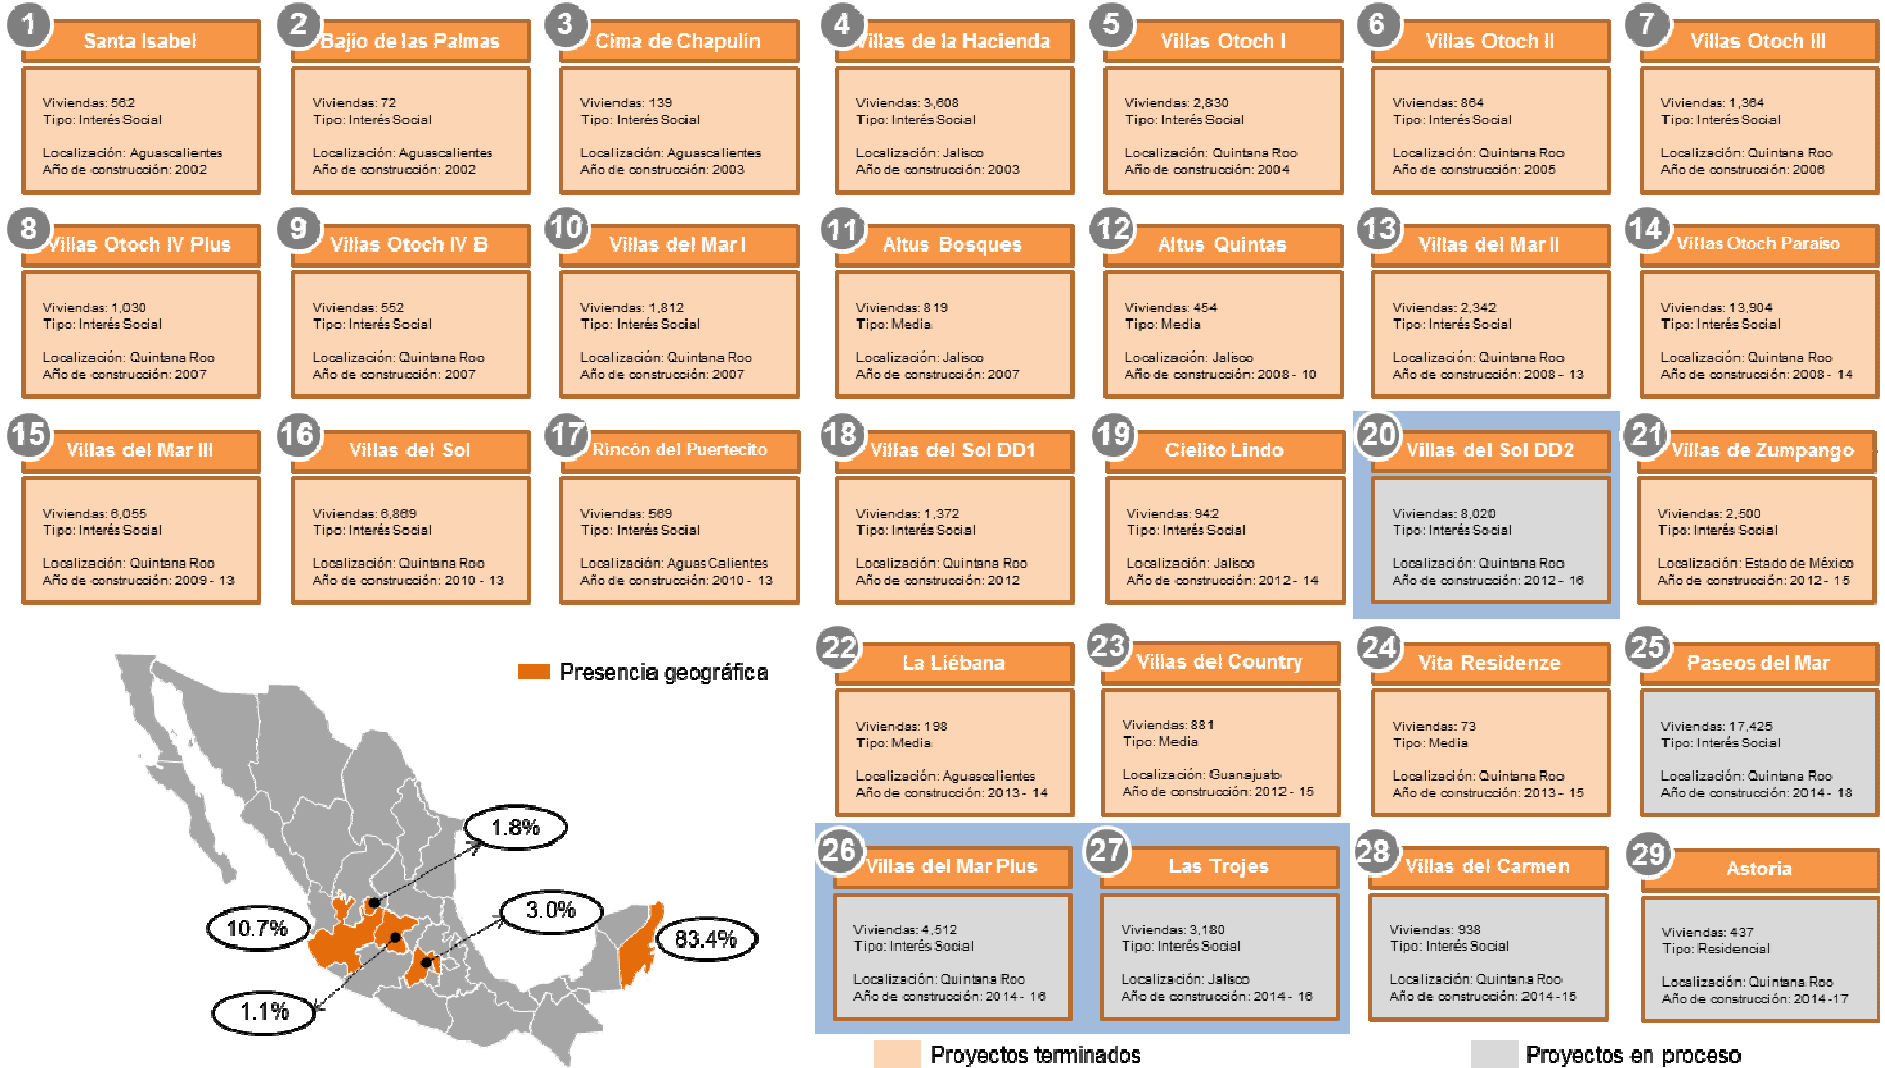 1
Santa Isabel
Viviendas: 562
Tipo: Interés Social
Localización: Aguascalientes
Año de construcción: 2002
2
Bajío de las Palmas
Viviendas: 72
Tipo: Interés Social
Localización: Aguascalientes
Año de construcción: 2002
3
Cima de Chapulín
Viviendas: 139
Tipo: Interés Social
Localización: Aguascalientes
Año de construcción: 2003
4
Villas de la Hacienda
Viviendas: 3,608
Tipo: Interés Social
Localización: Jalisco
Año de construcción: 2003
5
Villas Otoch I
Viviendas: 2,830
Tipo: Interés Social
Localización: Quintana Roo
Año de construcción: 2004
6
Villas Otoch II
Viviendas: 864
Tipo: Interés Social
Localización: Quintana Roo
Año de construcción: 2005
7
Villas Otoch III
Viviendas: 1,364
Tipo: Interés Social
Localización: Quintana Roo
Año de construcción: 2006
8
Villas Otoch IV Plus
Viviendas: 1,030
Tipo: Interés Social
Localización: Quintana Roo
Año de construcción: 2007
9
Villas Otoch IV B
Viviendas: 552
Tipo: Interés Social
Localización: Quintana Roo
Año de construcción: 2007
10
Villas del Mar I
Viviendas: 1,812
Tipo: Interés Social
Localización: Quintana Roo
Año de construcción: 2007
11
Altus Bosques
Viviendas: 819
Tipo: Media
Localización: Jalisco
Año de construcción: 2007
12
Altus Quintas
Viviendas: 454
Tipo: Media
Localización: Jalisco
Año de construcción: 2008 - 10
13
Villas del Mar II
Viviendas: 2,342
Tipo: Interés Social
Localización: Quintana Roo
Año de construcción: 2008 - 13
14
Villas Otoch Paraíso
Viviendas: 13,904
Tipo: Interés Social
Localización: Quintana Roo
Año de construcción: 2008 - 14
15
Villas del Mar III
Viviendas: 6,055
Tipo: Interés Social
Localización: Quintana Roo
Año de construcción: 2009 - 13
16
Villas del Sol
Viviendas: 6,869
Tipo: Interés Social
Localización: Quintana Roo
Año de construcción: 2010 - 13
17
Rincón del Puertecito
Viviendas: 569
Tipo: Interés Social
Localización: Aguas Calientes
Año de construcción: 2010 - 13
18
Villas del Sol DD1
Viviendas: 1,372
Tipo: Interés Social
Localización: Quintana Roo
Año de construcción: 2012
19
Cielito Lindo
Viviendas: 942
Tipo: Interés Social
Localización: Jalisco
Año de construcción: 2012 - 14
20
Villas del Sol DD2
Viviendas: 8,020
Tipo: Interés Social
Localización: Quintana Roo
Año de construcción: 2012 - 16
21
Villas de Zumpango
Viviendas: 2,500
Tipo: Interés Social
Localización: Estado de México
Año de construcción: 2012 - 15
22
La Liébana
Viviendas: 198
Tipo: Media
Localización: Aguascalientes
Año de construcción: 2013 - 14
23
Villas del Country
Viviendas: 881
Tipo: Media
Localización: Guanajuato
Año de construcción: 2012 - 15
24
Vita Residenze
Viviendas: 73
Tipo: Media
Localización: Quintana Roo
Año de construcción: 2013 - 15
25
Paseos del Mar
Viviendas: 17,425
Tipo: Interés Social
Localización: Quintana Roo
Año de construcción: 2014 - 18
26
Villas del Mar Plus
Viviendas: 4,512
Tipo: Interés Social
Localización: Quintana Roo
Año de construcción: 2014 - 16
27
Las Trojes
Viviendas: 3,180
Tipo: Interés Social
Localización: Jalisco
Año de construcción: 2014 - 16
28
Villas del Carmen
Viviendas: 938
Tipo: Interés Social
Localización: Quintana Roo
Año de construcción: 2014 - 15
29
Astoria
Viviendas: 437
Tipo: Residencial
Localización: Quintana Roo
Año de construcción: 2014 - 17
Presencia geográfica
1.8%
3.0%
10.7%
83.4%
1.1%
Proyectos terminados
Proyectos en proceso